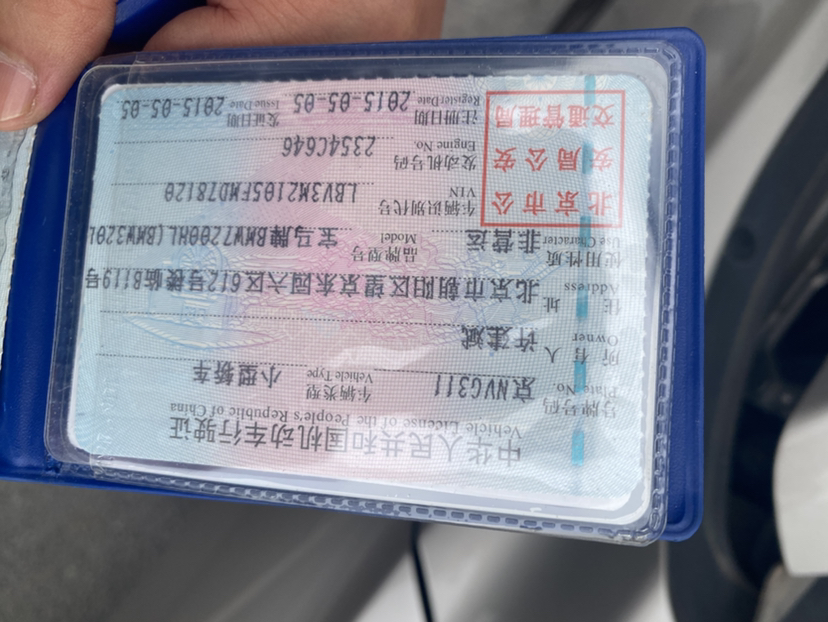 中华人民共和国机动车行驶证
Vehicle License of the People's Republic of China
号牌号码 京NVG311 车辆类型 小型轿车
Plate No. Vehicle Type
所有人 许建斌
Owner
住址 北京市朝阳区望京东园六区612号楼临B119号
Address
使用性质 非营运 品牌型号 宝马牌BMW7200HL(BMW320L
Use Character Model
北京市公
安局公安
交通管理局
车辆识别代号 LBV3M2105FMD78120
VIN
发动机号码 2354C646
Engine No.
注册日期 2015-05-05 发证日期 2015-05-05
Register Date Issue Date